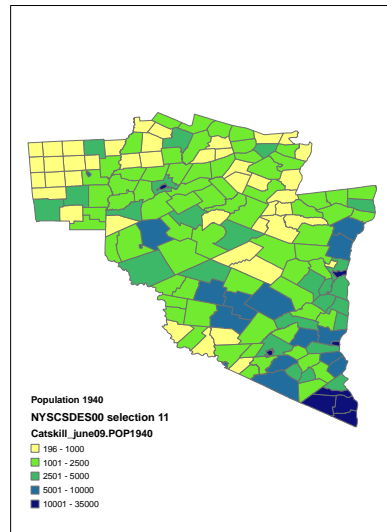 Population 1940
NYSCSDES00 selection 11
Catskill_june09.POP1940
196 - 1000
1001 - 2500
2501 - 5000
5001 - 10000
10001 - 35000